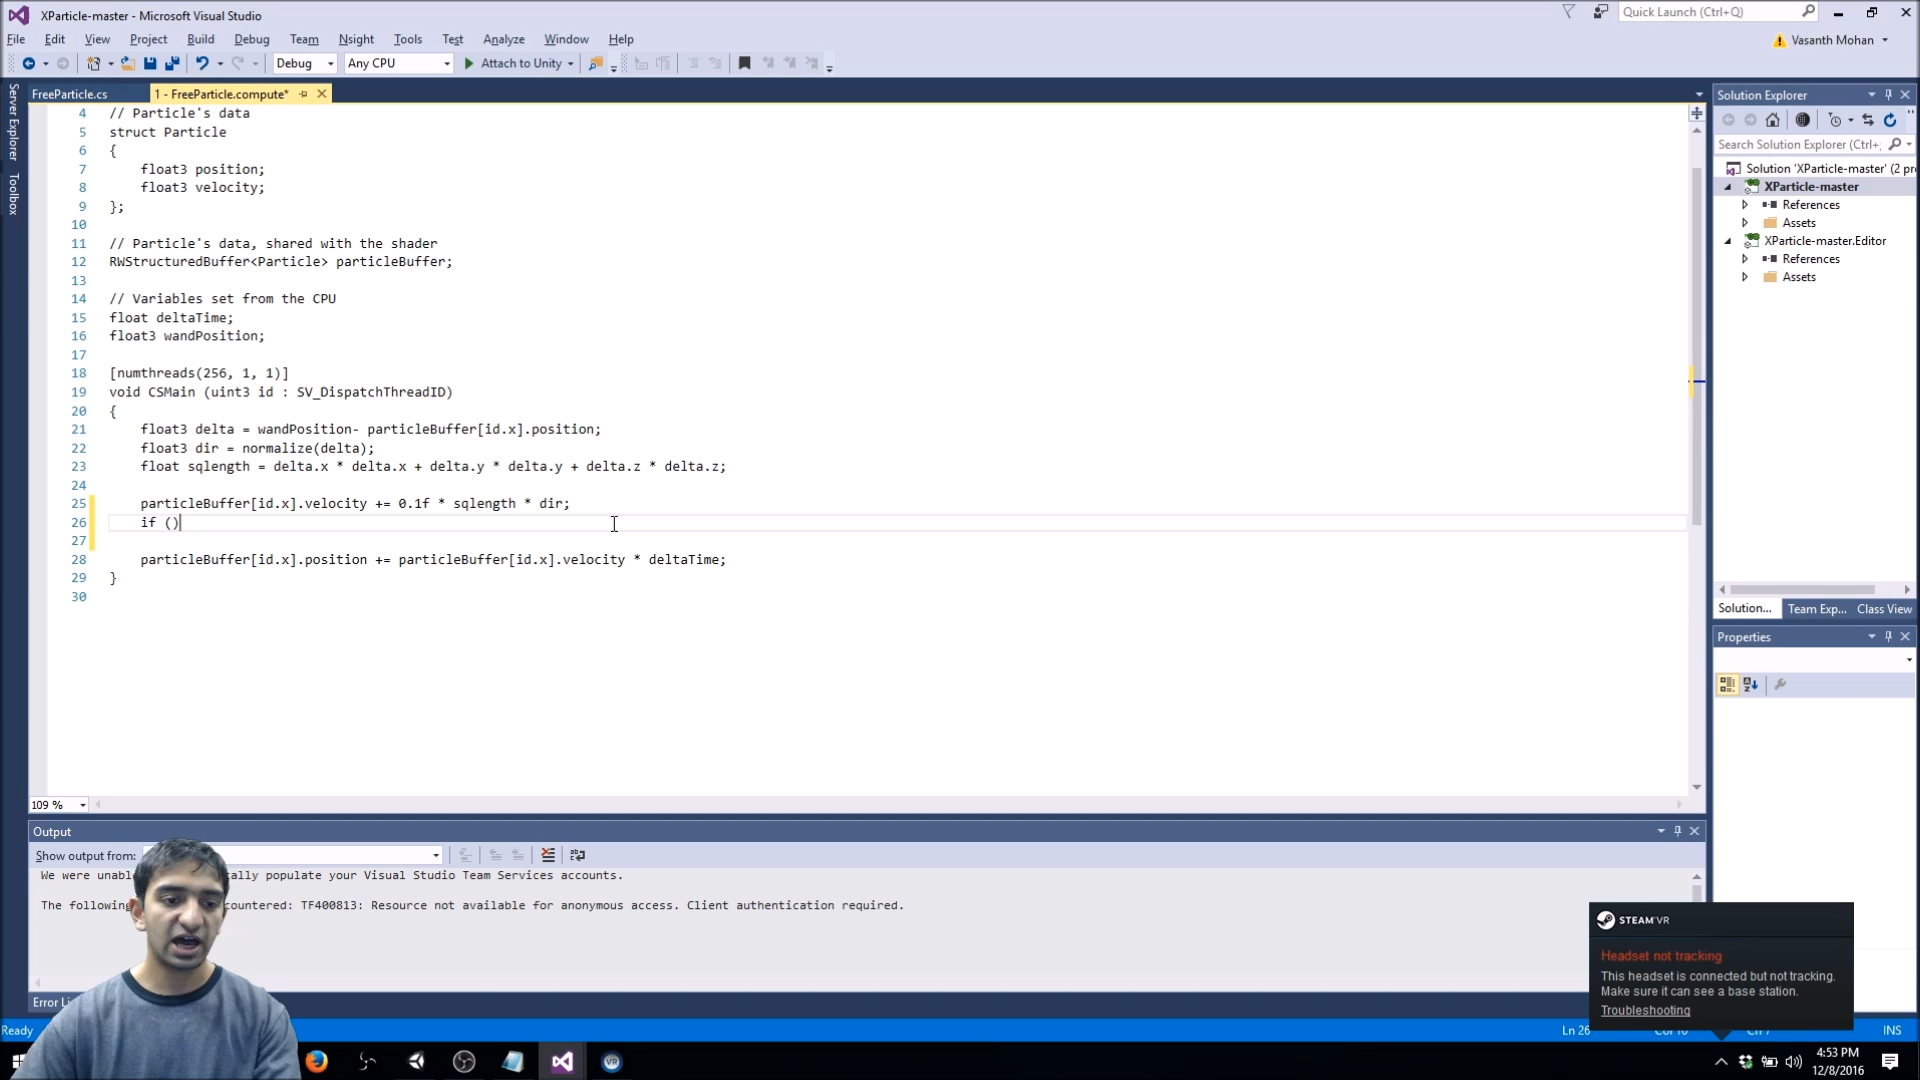 XParticle-master - Microsoft Visual Studio
Quick Launch (Ctrl+Q)
File Edit View Project Build Debug Team Nsight Tools Test Analyze Window Help
Vasanth Mohan
Debug Any CPU Attach to Unity
Server Explorer
Toolbox
FreeParticle.cs 1 - FreeParticle.compute*
4 // Particle's data
5 struct Particle
6 {
7 float3 position;
8 float3 velocity;
9 };
10
11 // Particle's data, shared with the shader
12 RWStructuredBuffer<Particle> particleBuffer;
13
14 // Variables set from the CPU
15 float deltaTime;
16 float3 wandPosition;
17
18 [numthreads(256, 1, 1)]
19 void CSMain (uint3 id : SV_DispatchThreadID)
20 {
21 float3 delta = wandPosition- particleBuffer[id.x].position;
22 float3 dir = normalize(delta);
23 float sqlength = delta.x * delta.x + delta.y * delta.y + delta.z * delta.z;
24
25 particleBuffer[id.x].velocity += 0.1f * sqlength * dir;
26 if ()
27
28 particleBuffer[id.x].position += particleBuffer[id.x].velocity * deltaTime;
29 }
30
109 %
Solution Explorer
Search Solution Explorer (Ctrl+;
Solution 'XParticle-master' (2 pr
XParticle-master
References
Assets
XParticle-master.Editor
References
Assets
Solution... Team Exp... Class View
Properties
Output
Show output from:
We were unab cally populate your Visual Studio Team Services accounts.
The following countered: TF400813: Resource not available for anonymous access. Client authentication required.
Error Li
STEAMVR
Headset not tracking
This headset is connected but not tracking.
Make sure it can see a base station.
Troubleshooting
Ready Ln 26 INS
4:53 PM
12/8/2016